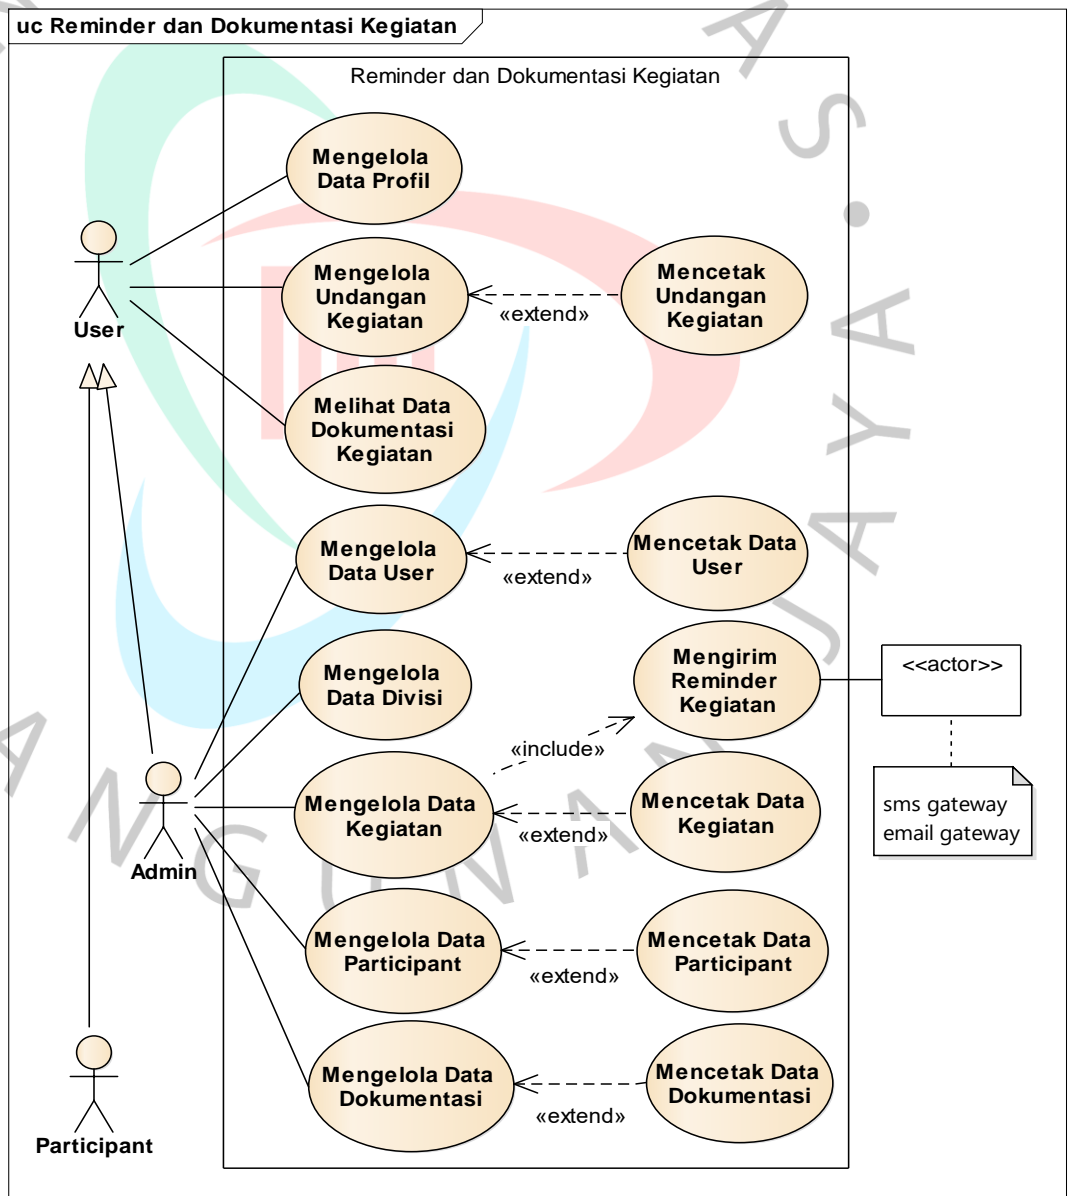 uc Reminder dan Dokumentasi Kegiatan
Reminder dan Dokumentasi Kegiatan
Mengelola
Data Profil
User
Mengelola
Undangan
Kegiatan
«extend»
Mencetak
Undangan
Kegiatan
Melihat Data
Dokumentasi
Kegiatan
Mengelola
Data User
«extend»
Mencetak Data
User
Mengelola
Data Divisi
Mengirim
Reminder
Kegiatan
<<actor>>
sms gateway
email gateway
«include»
Admin
Mengelola Data
Kegiatan
«extend»
Mencetak Data
Kegiatan
Mengelola Data
Participant
«extend»
Mencetak Data
Participant
Mengelola Data
Dokumentasi
«extend»
Mencetak Data
Dokumentasi
Participant
A N G U N A N J A Y A